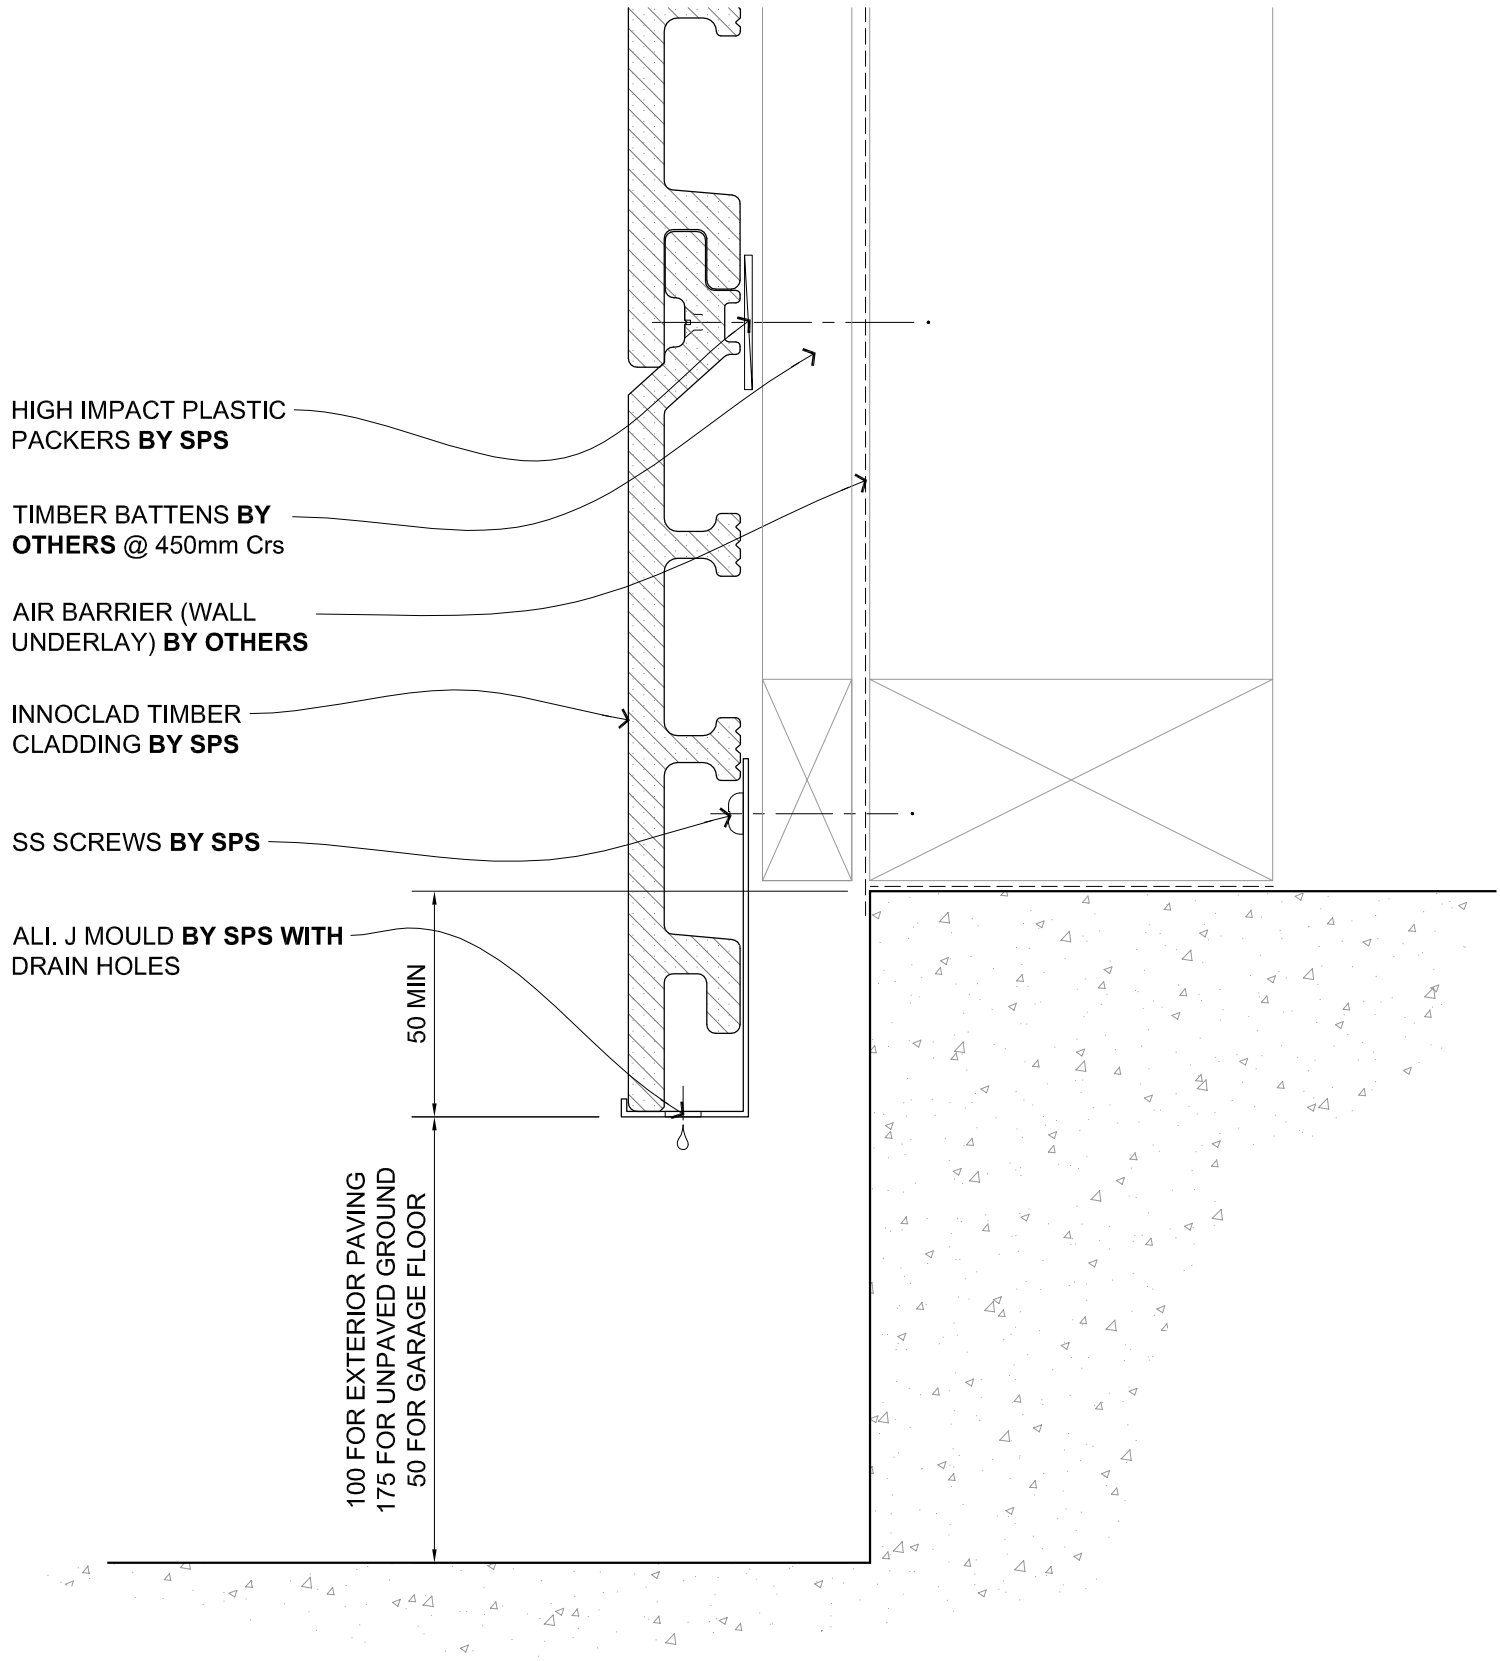 HIGH IMPACT PLASTIC
PACKERS BY SPS
TIMBER BATTENS BY
OTHERS @ 450mm Crs
AIR BARRIER (WALL
UNDERLAY) BY OTHERS
INNOCLAD TIMBER
CLADDING BY SPS
SS SCREWS BY SPS
ALI. J MOULD BY SPS WITH
DRAIN HOLES
50 MIN
100 FOR EXTERIOR PAVING
175 FOR UNPAVED GROUND
50 FOR GARAGE FLOOR